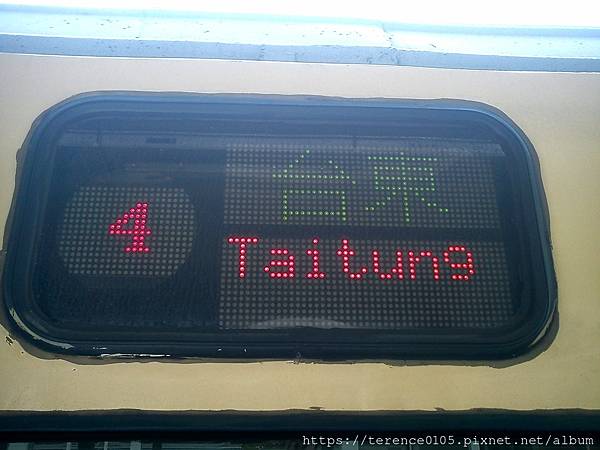 4
台東
Taitung
https://terence0105.pixnet.net/album